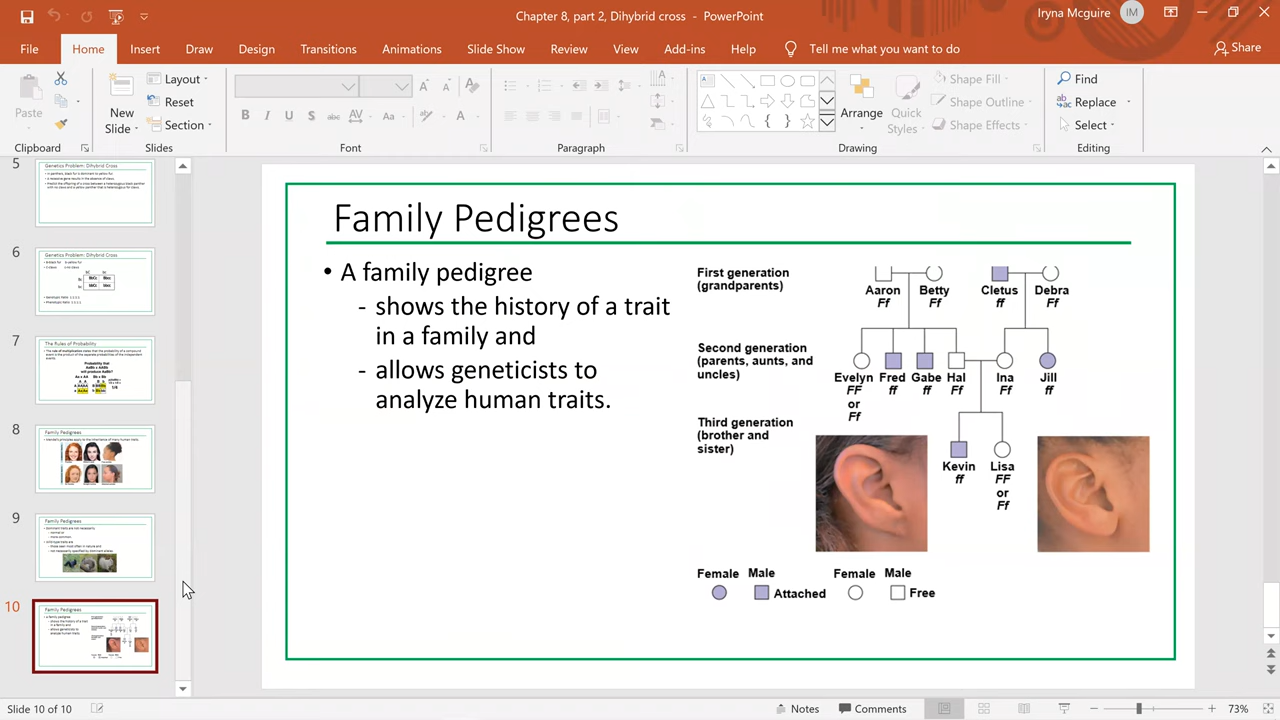 Chapter 8, part 2, Dihybrid cross - PowerPoint
Iryna Mcguire
IM
File
Home
Insert
Draw
Design
Transitions
Animations
Slide Show
Review
View
Add-ins
Help
Tell me what you want to do
Share
Paste
New
Slide
Layout
Reset
Section
B I U S abc AV Aa A
Arrange
Quick
Styles
Shape Fill
Shape Outline
Shape Effects
Find
Replace
Select
Clipboard
Slides
Font
Paragraph
Drawing
Editing
5
Genetics Problem: Dihybrid Cross
6
Genetics Problem: Dihybrid Cross
7
The Rules of Probability
8
Family Pedigrees
9
Family Pedigrees
10
Family Pedigrees
Family Pedigrees
• A family pedigree
- shows the history of a trait
in a family and
- allows geneticists to
analyze human traits.
First generation
(grandparents)
Aaron Betty Cletus Debra
Ff Ff ff Ff
Second generation
(parents, aunts, and
uncles)
Evelyn Fred Gabe Hal Ina Jill
FF ff ff Ff Ff ff
or
Ff
Third generation
(brother and
sister)
Kevin Lisa
ff FF
or
Ff
Female Male Female Male
Attached Free
Slide 10 of 10
Notes
Comments
73%